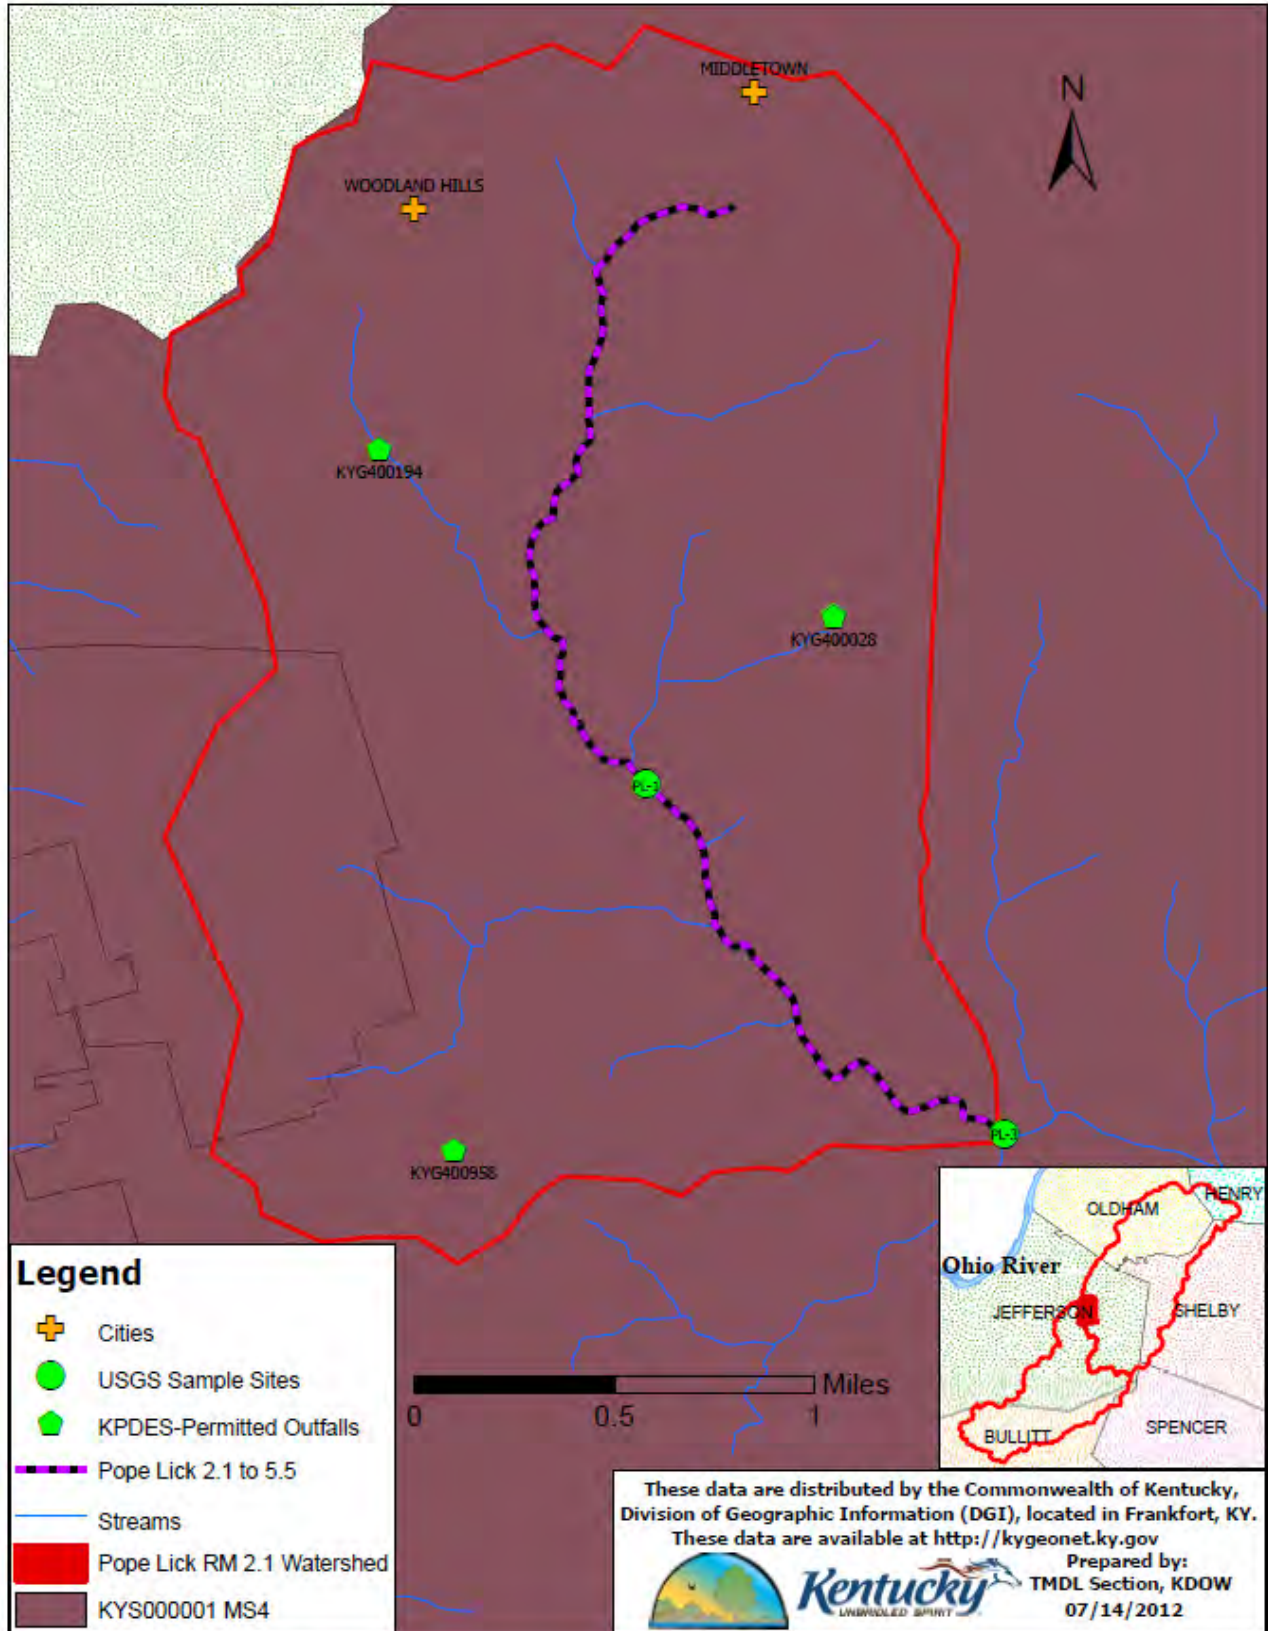 MIDDLETOWN
N
WOODLAND HILLS
KYG400194
KYG400028
PL-1
PL-3
KYG400958
Legend
Cities
USGS Sample Sites
KPDES-Permitted Outfalls
Pope Lick 2.1 to 5.5
Streams
Pope Lick RM 2.1 Watershed
KYS000001 MS4
Miles
0 0.5 1
HENRY
OLDHAM
Ohio River
JEFFERSON
SHELBY
SPENCER
BULLITT
These data are distributed by the Commonwealth of Kentucky,
Division of Geographic Information (DGI), located in Frankfort, KY.
These data are available at http://kygeonet.ky.gov
Prepared by:
TMDL Section, KDOW
07/14/2012
Kentucky
UNBRIDLED SPIRIT